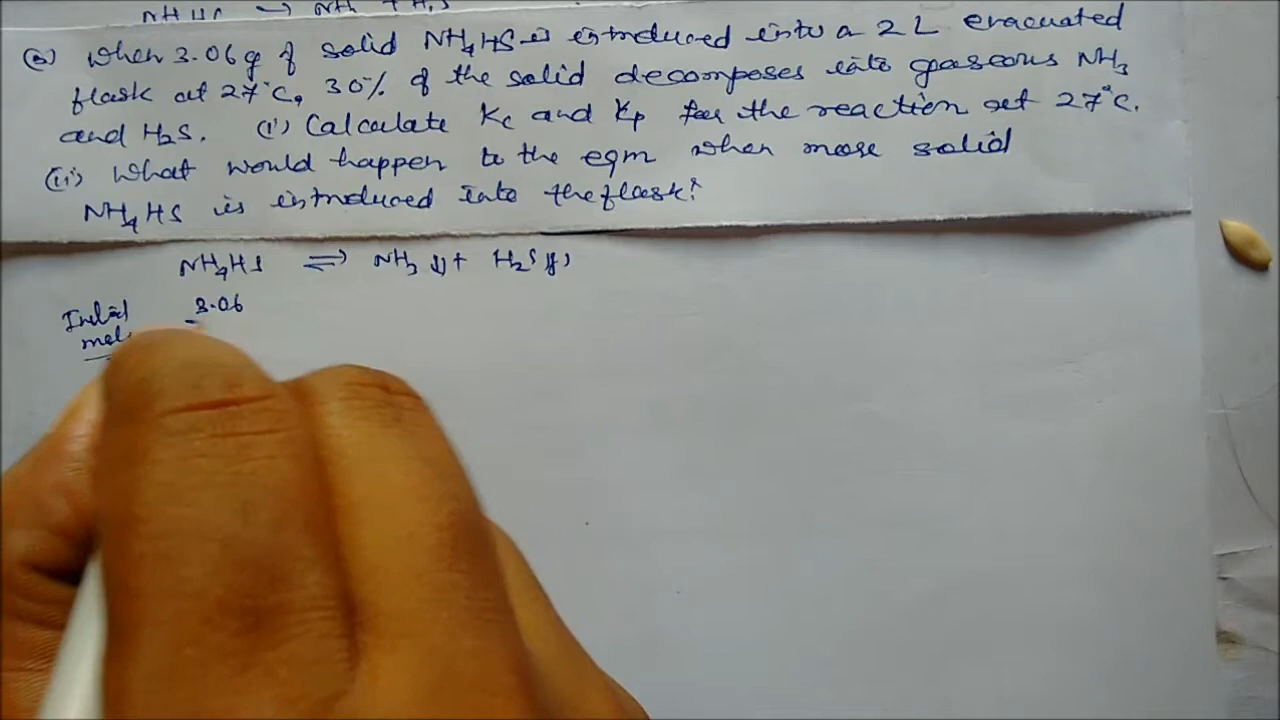 (Q) When 3.06g of solid NH4HS is introduced into a 2 L evacuated
flask at 27°C, 30% of the solid decomposes into gaseous NH3
and H2S. (i) Calculate Kc and Kp for the reaction at 27°C.
(ii) What would happen to the eqm when more solid
NH4HS is introduced into the flask?
NH4HS ⇌ NH3 (g) + H2S (g)
Initial 3.06